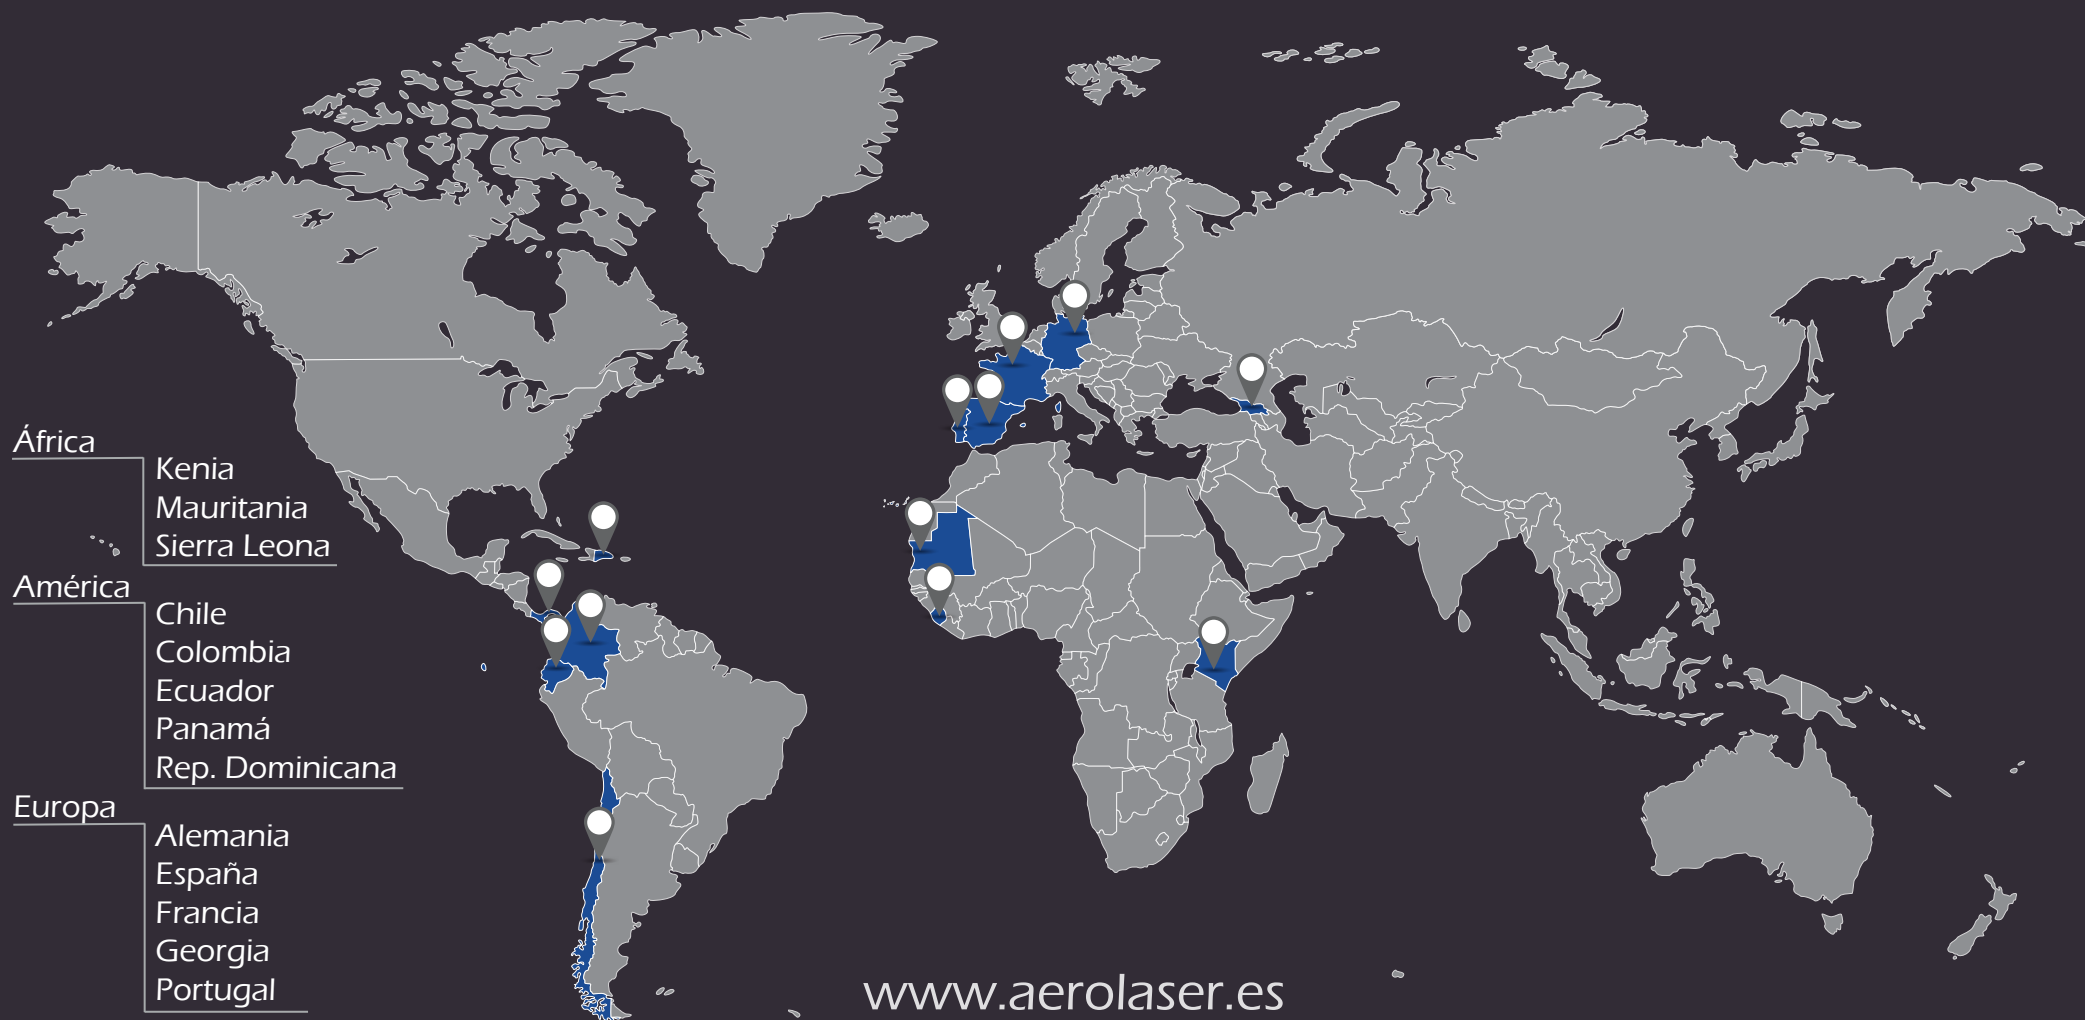 África
Kenia
Mauritania
Sierra Leona
América
Chile
Colombia
Ecuador
Panamá
Rep. Dominicana
Europa
Alemania
España
Francia
Georgia
Portugal
www.aerolaser.es